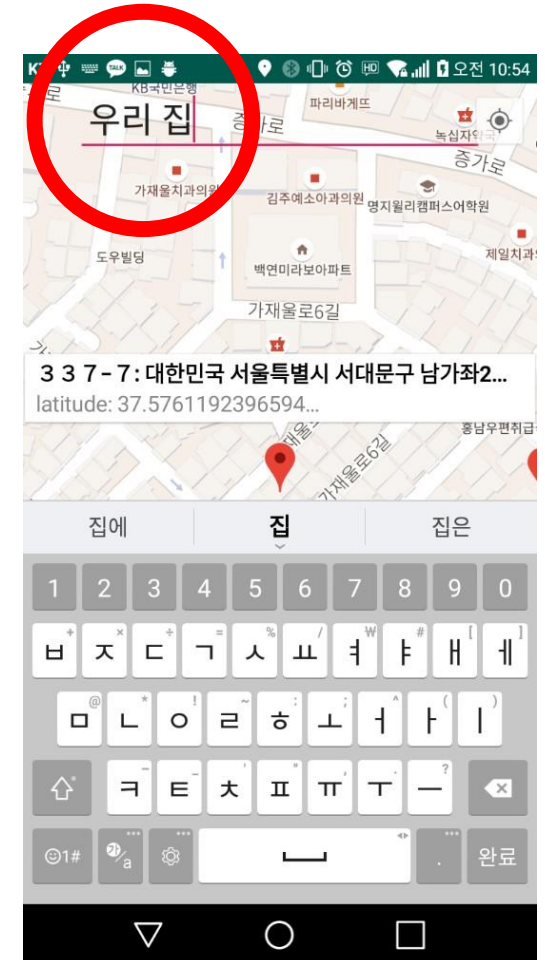 오전 10:54
KB국민은행
우리 집
증가로
파리바게뜨
증가로
가재울치과의원
김주예소아과의원
명지윌리캠퍼스어학원
도우빌딩
백연미라보아파트
제일치과
가재울로6길
３３７-７: 대한민국 서울특별시 서대문구 남가좌2...
latitude: 37.5761192396594...
홍남우편취급
가재울로6길
집에 집 집은
1 2 3 4 5 6 7 8 9 0
ㅂ ㅈ ㄷ ㄱ ㅅ ㅛ ㅕ ㅑ ㅐ ㅔ
ㅁ ㄴ ㅇ ㄹ ㅎ ㅗ ㅓ ㅏ ㅣ
ㅋ ㅌ ㅊ ㅍ ㅠ ㅜ ㅡ
1# 가/a . 완료